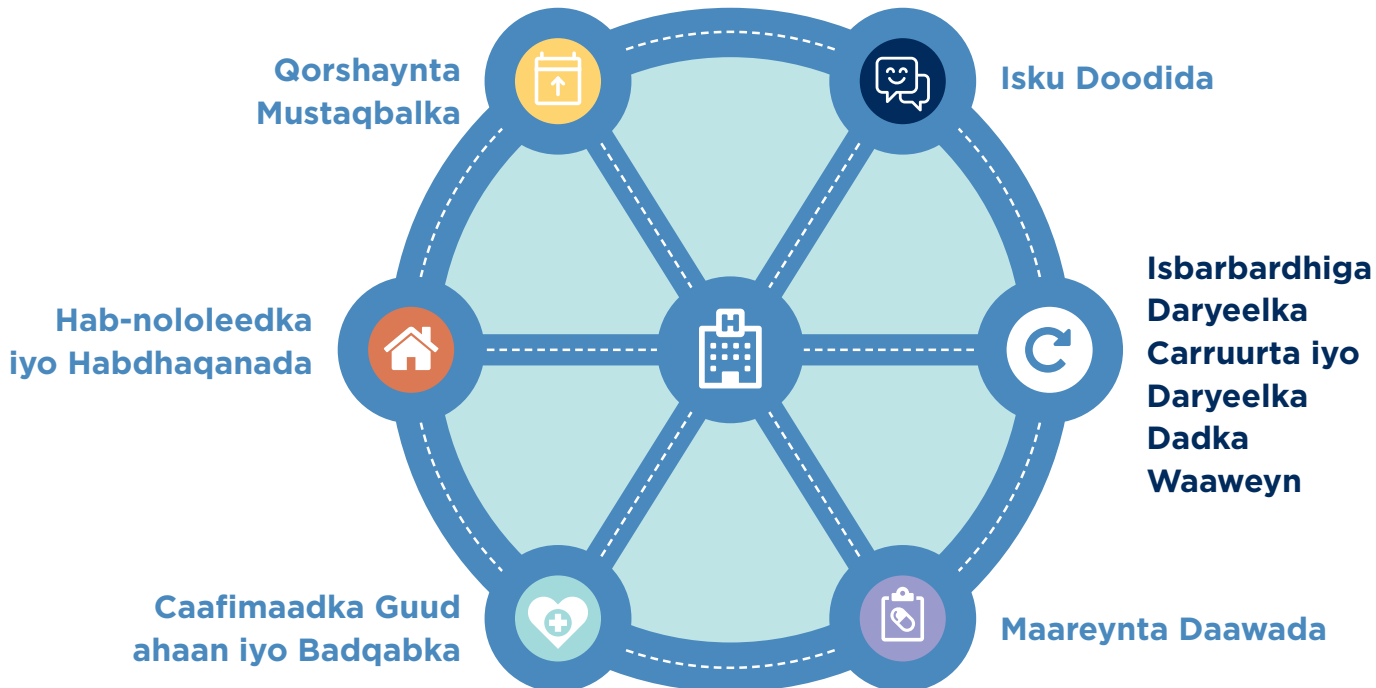 Qorshaynta
Mustaqbalka
Isku Doodida
Hab-nololeedka
iyo Habdhaqanada
H
Isbarbardhiga
Daryeelka
Carruurta iyo
Daryeelka
Dadka
Waaweyn
Caafimaadka Guud
ahaan iyo Badqabka
Maareynta Daawada